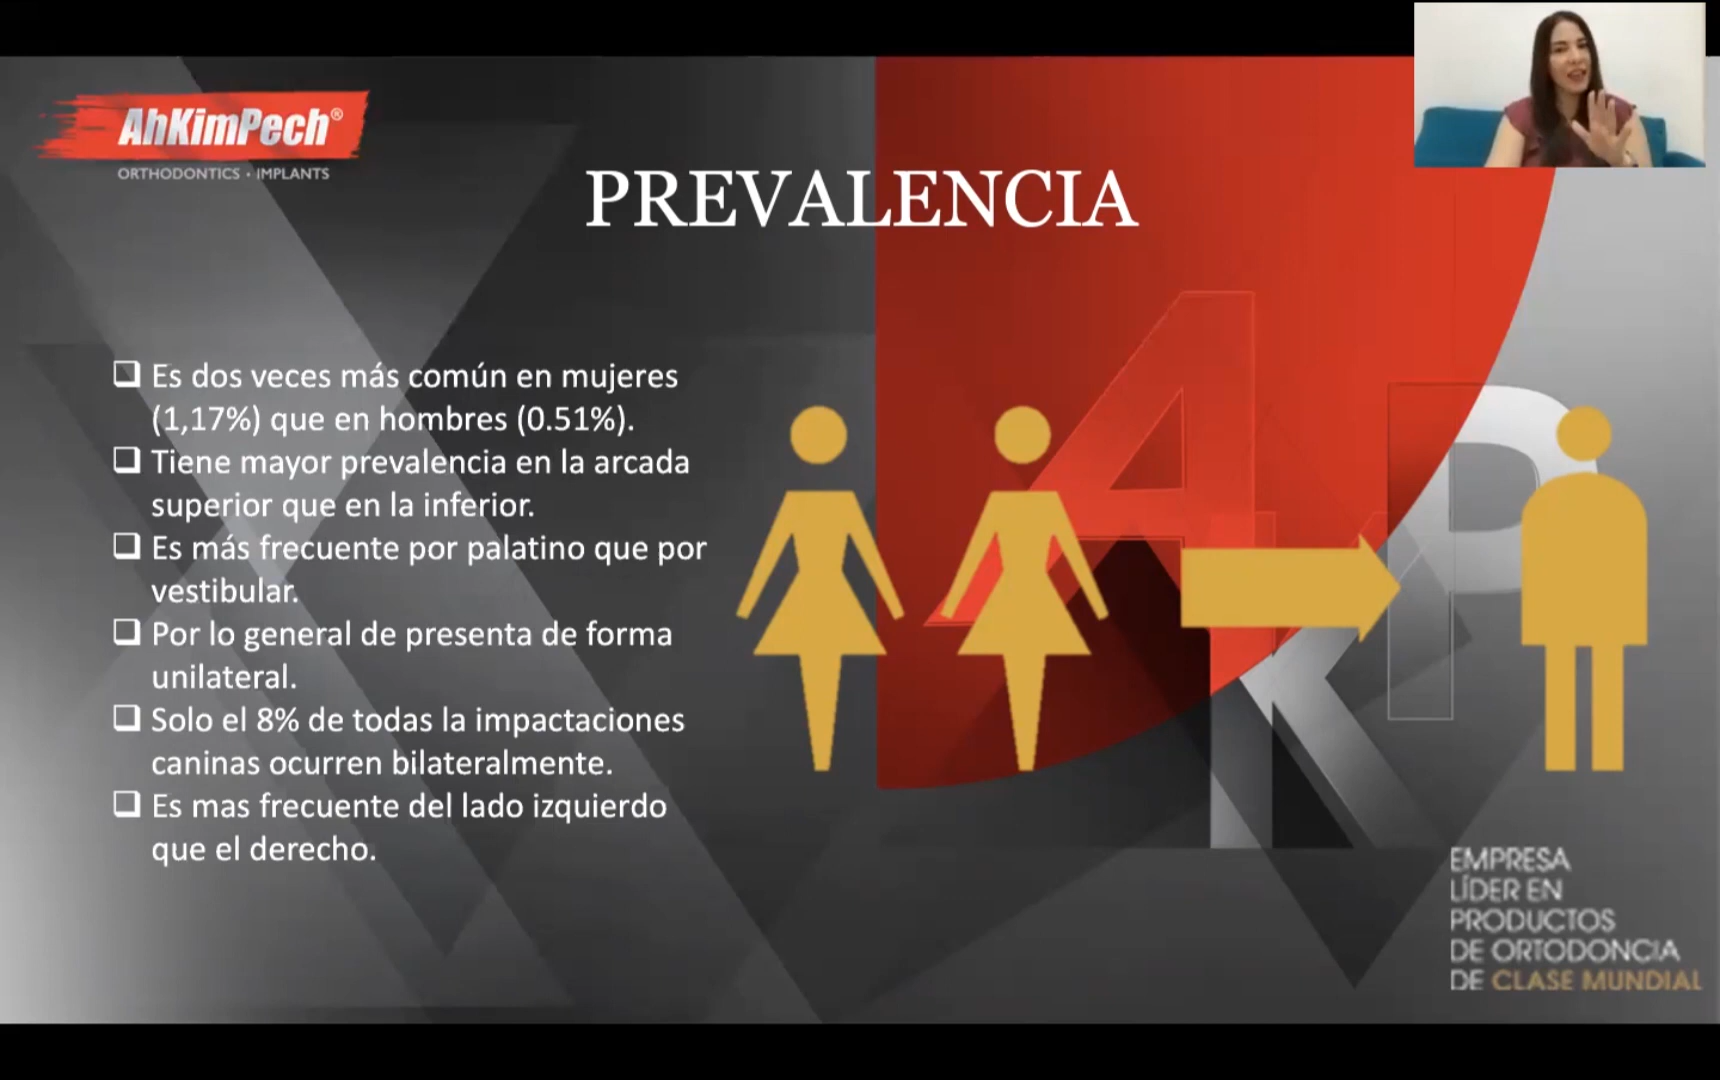 AhKimPech®
ORTHODONTICS • IMPLANTS
PREVALENCIA
❑ Es dos veces más común en mujeres
(1,17%) que en hombres (0.51%).
❑ Tiene mayor prevalencia en la arcada
superior que en la inferior.
❑ Es más frecuente por palatino que por
vestibular.
❑ Por lo general de presenta de forma
unilateral.
❑ Solo el 8% de todas la impactaciones
caninas ocurren bilateralmente.
❑ Es mas frecuente del lado izquierdo
que el derecho.
AKP
EMPRESA
LÍDER EN
PRODUCTOS
DE ORTODONCIA
DE CLASE MUNDIAL